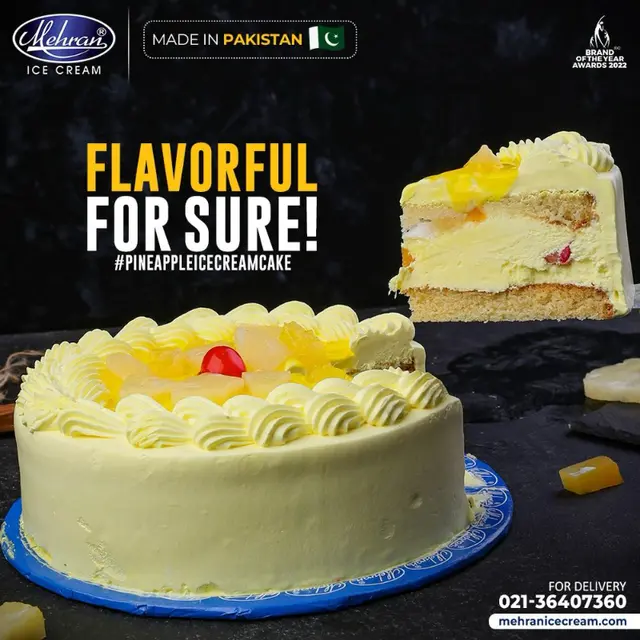 Mehran®
ICE CREAM
MADE IN PAKISTAN
BRAND
OF THE YEAR
AWARDS 2022
FLAVORFUL
FOR SURE!
#PINEAPPLEICECREAMCAKE
FOR DELIVERY
021-36407360
mehranicecream.com